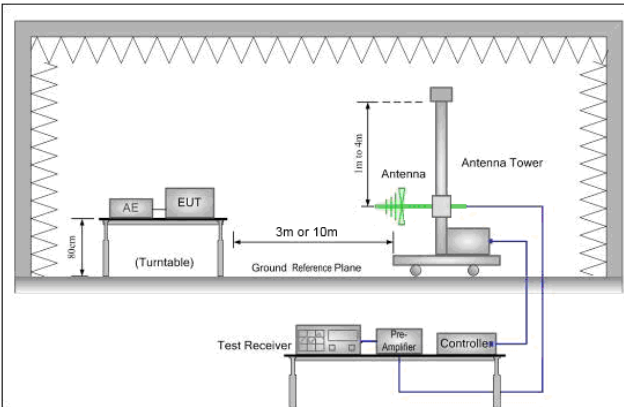 1m to 4m
Antenna
Antenna Tower
AE
EUT
80cm
(Turntable)
3m or 10m
Ground Reference Plane
Test Receiver
Pre-
Amplifier
Controller